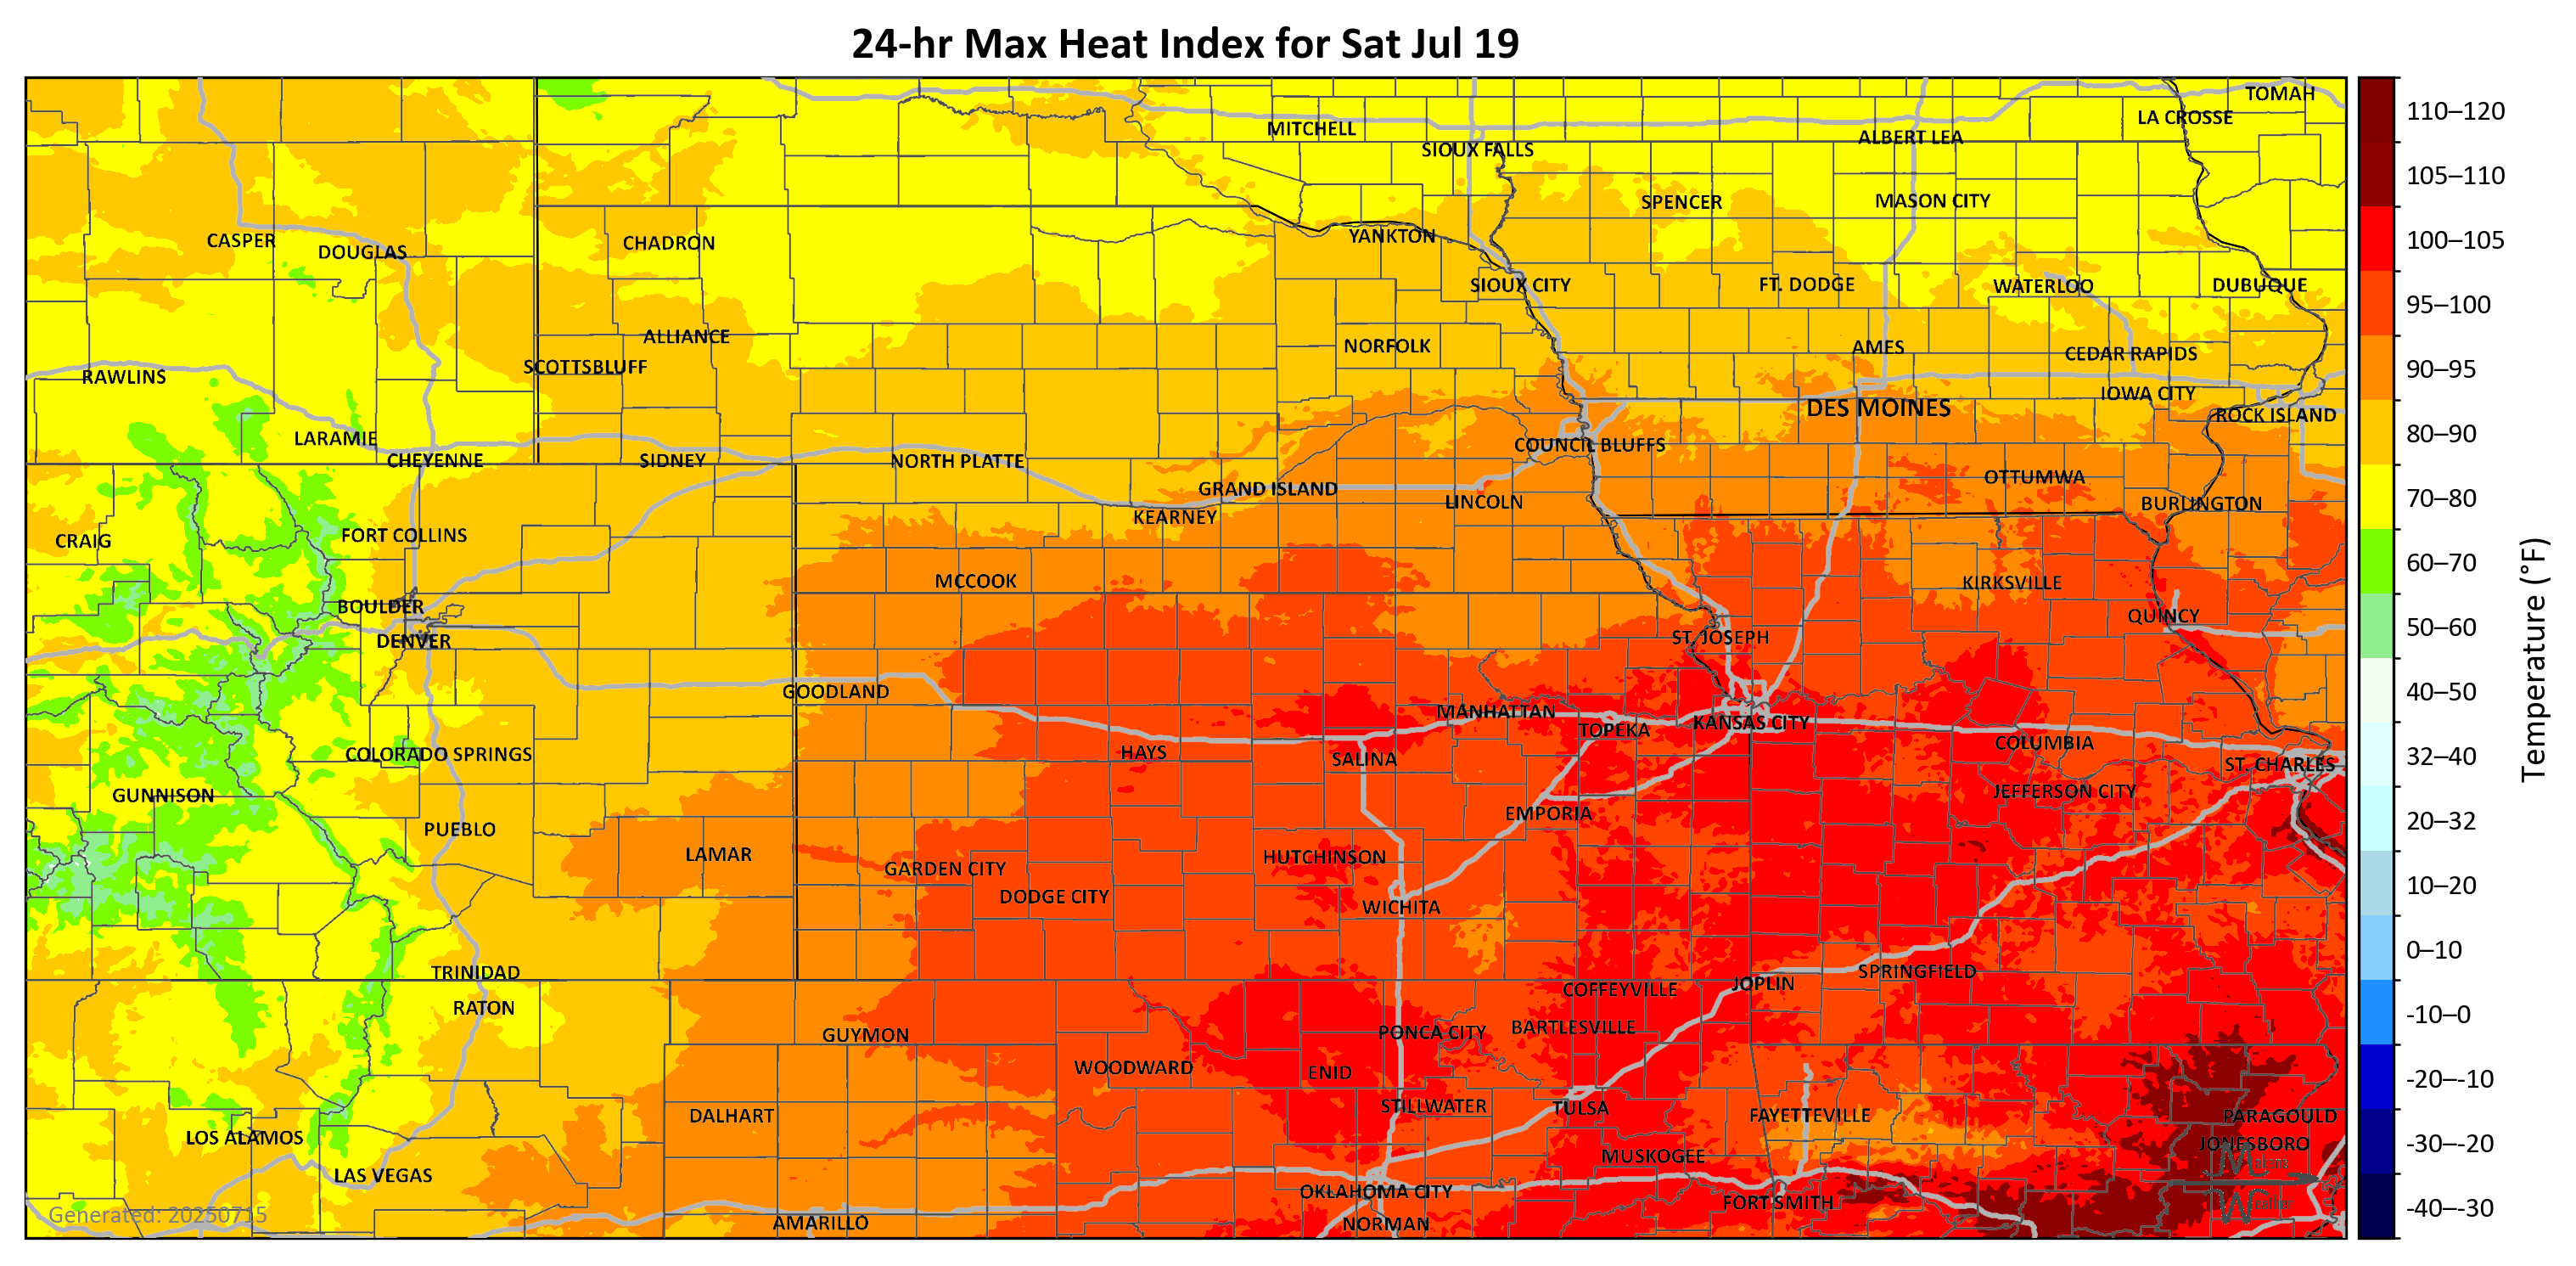 24-hr Max Heat Index for Sat Jul 19
TOMAH
LA CROSSE
MITCHELL
ALBERT LEA
SIOUX FALLS
MASON CITY
SPENCER
YANKTON
CASPER
CHADRON
DOUGLAS
SIOUX CITY
FT. DODGE
WATERLOO
DUBUQUE
ALLIANCE
NORFOLK
AMES
CEDAR RAPIDS
SCOTTSBLUFF
RAWLINS
IOWA CITY
DES MOINES
ROCK ISLAND
LARAMIE
COUNCIL BLUFFS
CHEYENNE
SIDNEY
NORTH PLATTE
OTTUMWA
GRAND ISLAND
LINCOLN
BURLINGTON
KEARNEY
FORT COLLINS
CRAIG
MCCOOK
KIRKSVILLE
BOULDER
QUINCY
DENVER
ST. JOSEPH
GOODLAND
MANHATTAN
KANSAS CITY
TOPEKA
COLUMBIA
HAYS
COLORADO SPRINGS
SALINA
ST. CHARLES
JEFFERSON CITY
GUNNISON
EMPORIA
PUEBLO
LAMAR
HUTCHINSON
GARDEN CITY
DODGE CITY
WICHITA
TRINIDAD
SPRINGFIELD
JOPLIN
COFFEYVILLE
RATON
BARTLESVILLE
PONCA CITY
GUYMON
WOODWARD
ENID
STILLWATER
TULSA
DALHART
FAYETTEVILLE
PARAGOULD
LOS ALAMOS
JONESBORO
MUSKOGEE
LAS VEGAS
OKLAHOMA CITY
FORT SMITH
AMARILLO
NORMAN
Generated: 20250715
110–120
105–110
100–105
95–100
90–95
80–90
70–80
60–70
50–60
40–50
32–40
20–32
10–20
0–10
-10–0
-20–-10
-30–-20
-40–-30
Temperature (°F)